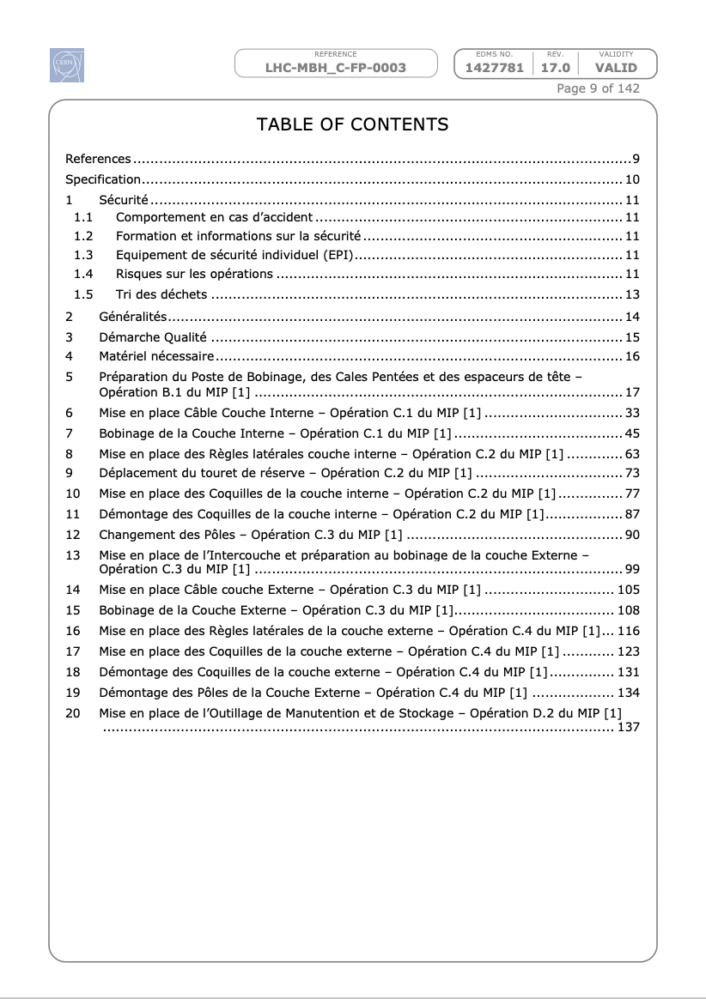 CERN
REFERENCE
LHC-MBH_C-FP-0003
EDMS NO. REV. VALIDITY
1427781 17.0 VALID
Page 9 of 142
TABLE OF CONTENTS
References ........ 9
Specification ........ 10
1 Sécurité ........ 11
1.1 Comportement en cas d’accident ........ 11
1.2 Formation et informations sur la sécurité ........ 11
1.3 Equipement de sécurité individuel (EPI) ........ 11
1.4 Risques sur les opérations ........ 11
1.5 Tri des déchets ........ 13
2 Généralités ........ 14
3 Démarche Qualité ........ 15
4 Matériel nécessaire ........ 16
5 Préparation du Poste de Bobinage, des Cales Pentées et des espaceurs de tête –
Opération B.1 du MIP [1] ........ 17
6 Mise en place Câble Couche Interne – Opération C.1 du MIP [1] ........ 33
7 Bobinage de la Couche Interne – Opération C.1 du MIP [1] ........ 45
8 Mise en place des Règles latérales couche interne – Opération C.2 du MIP [1] ........ 63
9 Déplacement du touret de réserve – Opération C.2 du MIP [1] ........ 73
10 Mise en place des Coquilles de la couche interne – Opération C.2 du MIP [1] ........ 77
11 Démontage des Coquilles de la couche interne – Opération C.2 du MIP [1] ........ 87
12 Changement des Pôles – Opération C.3 du MIP [1] ........ 90
13 Mise en place de l’Intercouche et préparation au bobinage de la couche Externe –
Opération C.3 du MIP [1] ........ 99
14 Mise en place Câble couche Externe – Opération C.3 du MIP [1] ........ 105
15 Bobinage de la Couche Externe – Opération C.3 du MIP [1] ........ 108
16 Mise en place des Règles latérales de la couche externe – Opération C.4 du MIP [1] ... 116
17 Mise en place des Coquilles de la couche externe – Opération C.4 du MIP [1] ........ 123
18 Démontage des Coquilles de la couche externe – Opération C.4 du MIP [1] ........ 131
19 Démontage des Pôles de la Couche Externe – Opération C.4 du MIP [1] ........ 134
20 Mise en place de l’Outillage de Manutention et de Stockage – Opération D.2 du MIP [1]
........ 137